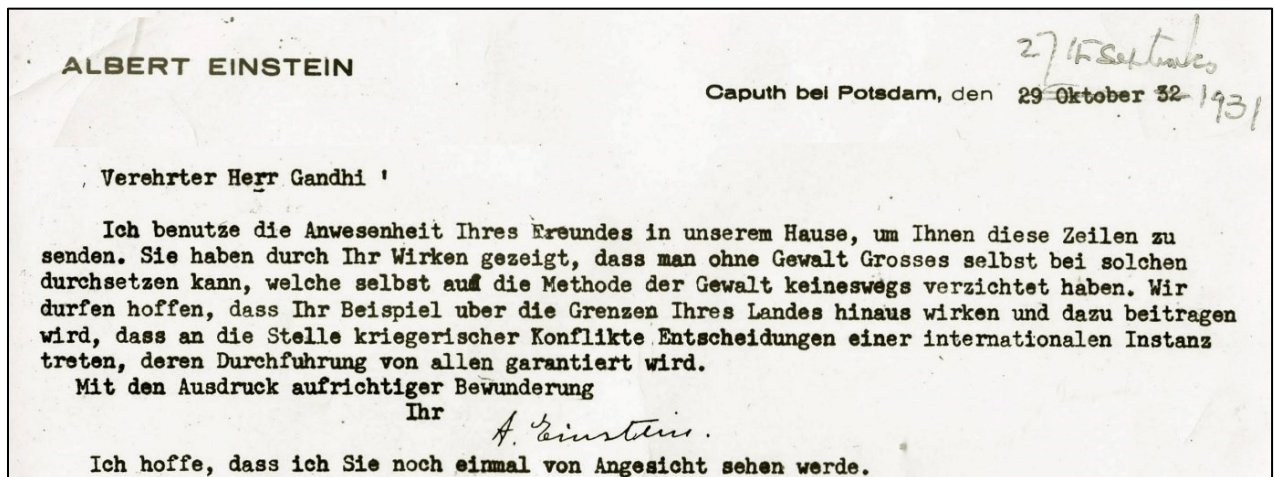 27 15 Septembr
ALBERT EINSTEIN
Caputh bei Potsdam, den 29 Oktober 32 1931
Verehrter Herr Gandhi '
Ich benutze die Anwesenheit Ihres Freundes in unserem Hause, um Ihnen diese Zeilen zu
senden. Sie haben durch Ihr Wirken gezeigt, dass man ohne Gewalt Grosses selbst bei solchen
durchsetzen kann, welche selbst auf die Methode der Gewalt keineswegs verzichtet haben. Wir
durfen hoffen, dass Ihr Beispiel uber die Grenzen Ihres Landes hinaus wirken und dazu beitragen
wird, dass an die Stelle kriegerischer Konflikte Entscheidungen einer internationalen Instanz
treten, deren Durchfuhrung von allen garantiert wird.
Mit den Ausdruck aufrichtiger Bewunderung
Ihr
A. Einstein.
Ich hoffe, dass ich Sie noch einmal von Angesicht sehen werde.